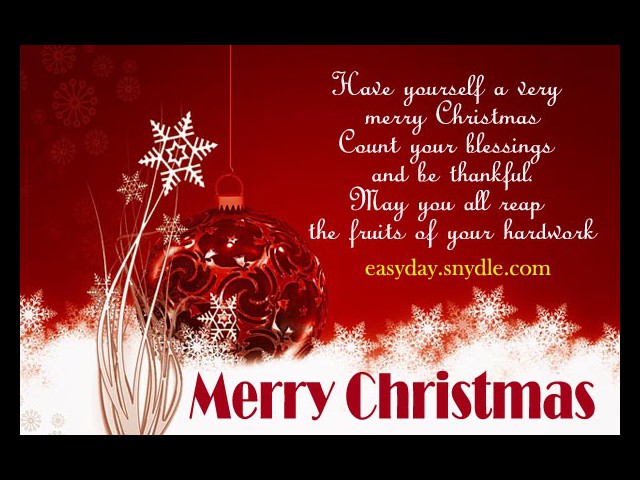 Have yourself a very
merry Christmas
Count your blessings
and be thankful.
May you all reap
the fruits of your hardwork
easyday.snydle.com
Merry Christmas